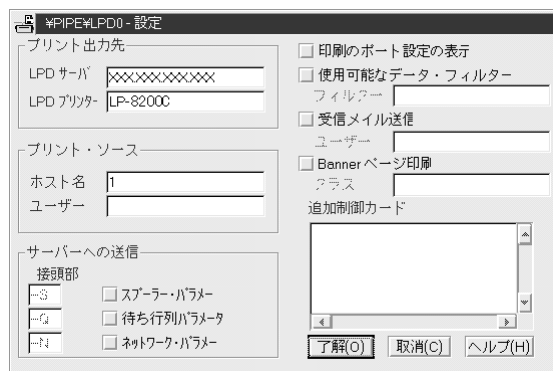 ¥PIPE¥LPD0 - 設定
プリント出力先
LPD サーバ XXX.XXX.XXX.XXX
LPD プリンター LP-8200C
プリント・ソース
ホスト名 1
ユーザー
サーバーへの送信
接頭部
-S スプーラー・パラメー
-Q 待ち行列パラメータ
-N ネットワーク・パラメー
印刷のポート設定の表示
使用可能なデータ・フィルター
フィルター
受信メイル送信
ユーザー
Banner ページ印刷
クラス
追加制御カード
了解(O) 取消(C) ヘルプ(H)